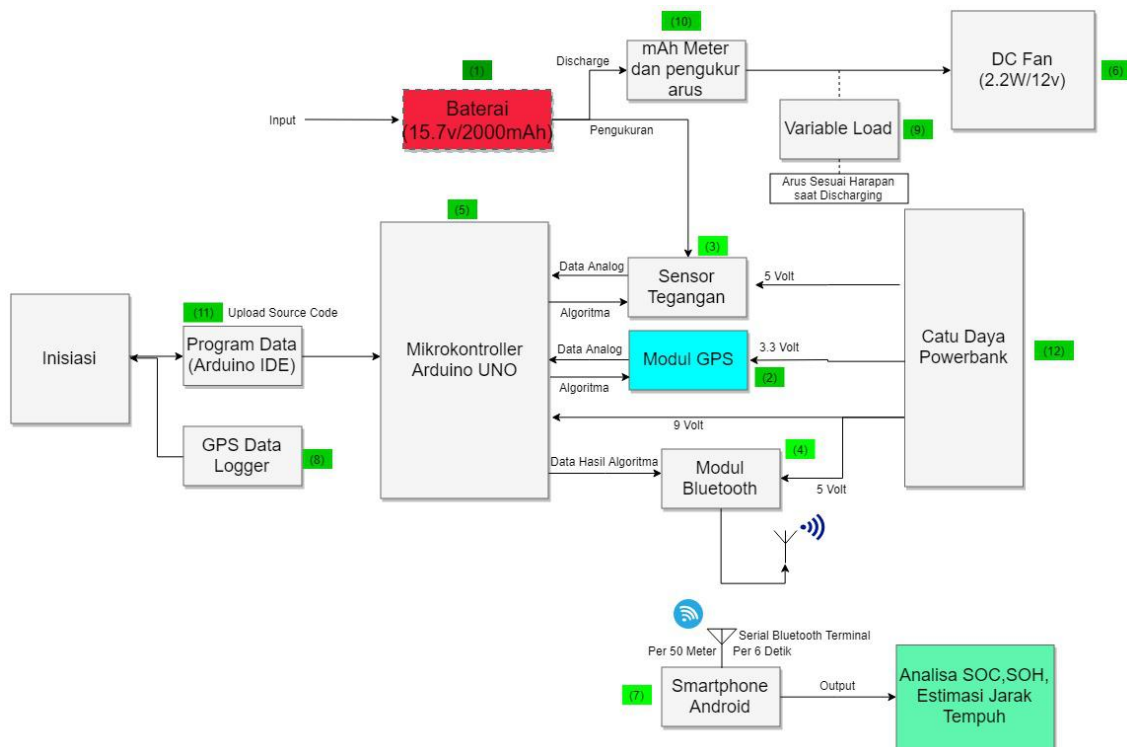 (10)
mAh Meter
dan pengukur
arus
Discharge
DC Fan
(2.2W/12v)
(6)
(1)
Baterai
(15.7v/2000mAh)
Input
Pengukuran
Variable Load
(9)
Arus Sesuai Harapan
saat Discharging
(5)
Mikrokontroller
Arduino UNO
(3)
Sensor
Tegangan
Data Analog
Algoritma
5 Volt
Catu Daya
Powerbank
(12)
Inisiasi
(11)
Upload Source Code
Program Data
(Arduino IDE)
Data Analog
Algoritma
Modul GPS
(2)
3.3 Volt
9 Volt
GPS Data
Logger
(8)
Data Hasil Algoritma
Modul
Bluetooth
(4)
5 Volt
Serial Bluetooth Terminal
Per 50 Meter
Per 6 Detik
(7)
Smartphone
Android
Output
Analisa SOC,SOH,
Estimasi Jarak
Tempuh